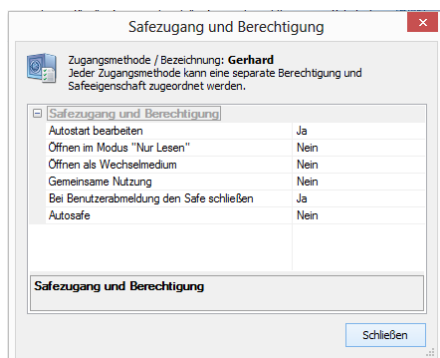 Safezugang und Berechtigung
Zugangsmethode / Bezeichnung: Gerhard
Jeder Zugangsmethode kann eine separate Berechtigung und
Safeeigenschaft zugeordnet werden.
Safezugang und Berechtigung
Autostart bearbeiten Ja
Öffnen im Modus "Nur Lesen" Nein
Öffnen als Wechselmedium Nein
Gemeinsame Nutzung Nein
Bei Benutzerabmeldung den Safe schließen Ja
Autosafe Nein
Safezugang und Berechtigung
Schließen